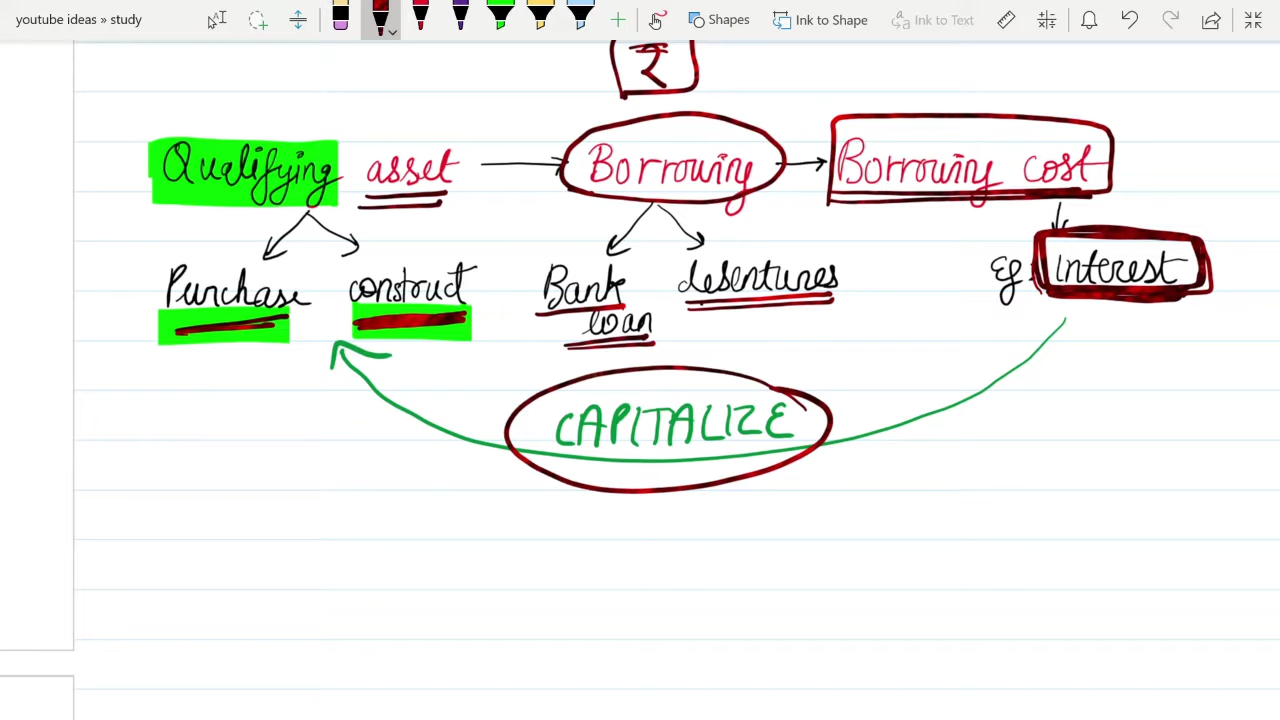 youtube ideas » study
Shapes
Ink to Shape
Ink to Text
₹
Qualifying asset
Borrowing
Borrowing cost
Purchase
construct
Bank
loan
desentures
Eg: interest
CAPITALIZE